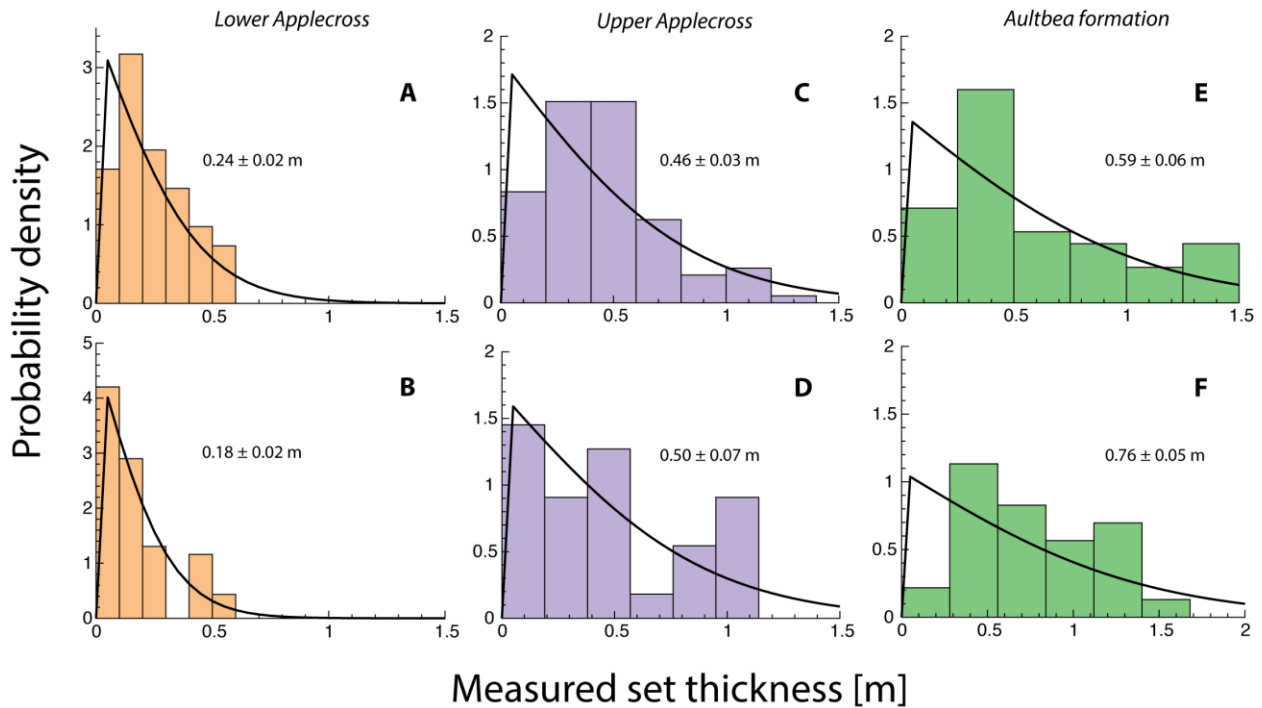 Lower Applecross
Upper Applecross
Aultbea formation
Probability density
A
0.24 ± 0.02 m
3
2
1
0
0 0.5 1 1.5
C
0.46 ± 0.03 m
2
1.5
1
0.5
0
0 0.5 1 1.5
E
0.59 ± 0.06 m
2
1.5
1
0.5
0
0 0.5 1 1.5
B
0.18 ± 0.02 m
5
4
3
2
1
0
0 0.5 1 1.5
D
0.50 ± 0.07 m
2
1.5
1
0.5
0
0 0.5 1 1.5
F
0.76 ± 0.05 m
2
1.5
1
0.5
0
0 0.5 1 1.5 2
Measured set thickness [m]